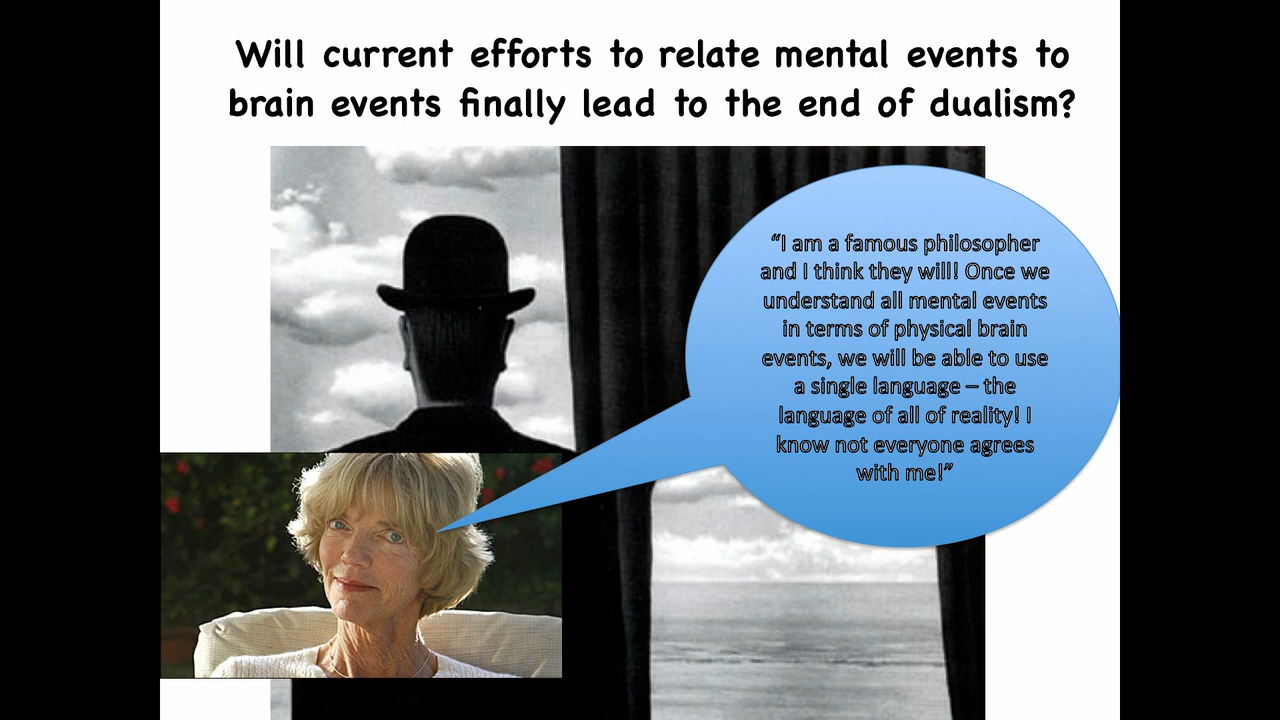 Will current efforts to relate mental events to
brain events finally lead to the end of dualism?
“I am a famous philosopher
and I think they will! Once we
understand all mental events
in terms of physical brain
events, we will be able to use
a single language – the
language of all of reality! I
know not everyone agrees
with me!”